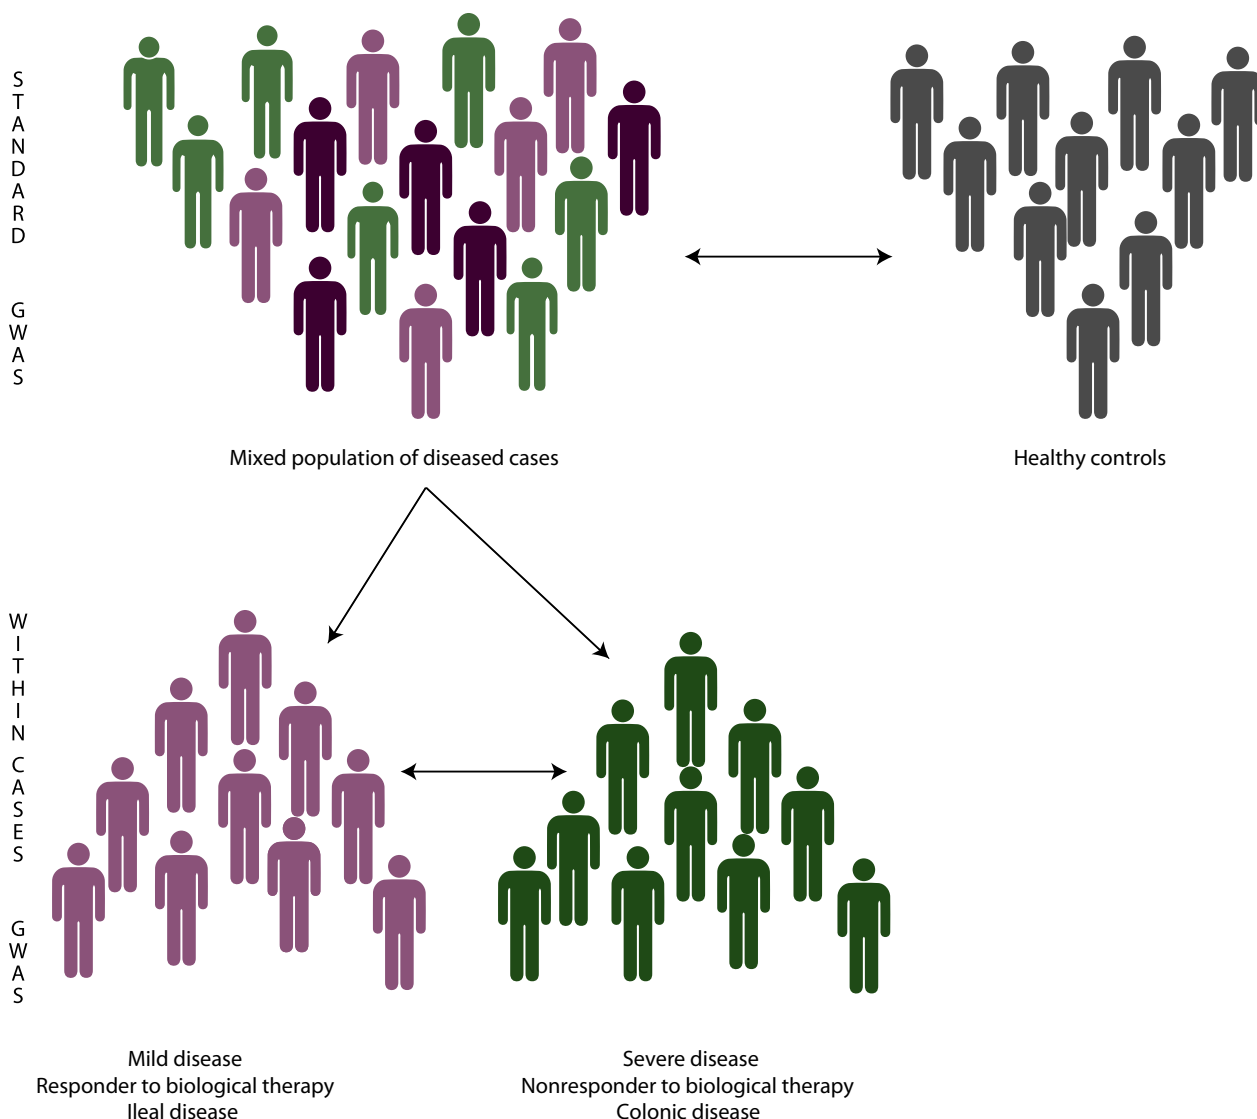 STANDARD GWAS
Mixed population of diseased cases
Healthy controls
WITHIN CASES GWAS
Mild disease
Responder to biological therapy
Ileal disease
Severe disease
Nonresponder to biological therapy
Colonic disease